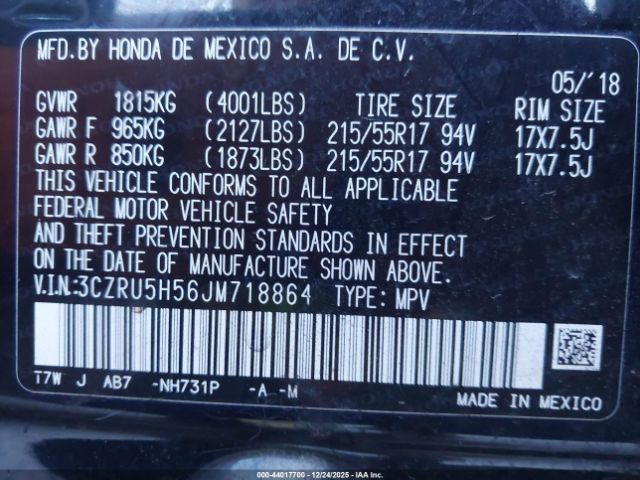 MFD.BY HONDA DE MEXICO S.A. DE C.V.
05/'18
GVWR 1815KG (4001LBS) TIRE SIZE RIM SIZE
GAWR F 965KG (2127LBS) 215/55R17 94V 17X7.5J
GAWR R 850KG (1873LBS) 215/55R17 94V 17X7.5J
THIS VEHICLE CONFORMS TO ALL APPLICABLE
FEDERAL MOTOR VEHICLE SAFETY
AND THEFT PREVENTION STANDARDS IN EFFECT
ON THE DATE OF MANUFACTURE SHOWN ABOVE.
V.I.N:3CZRU5H56JM718864 TYPE: MPV
T7W J AB7 -NH731P -A -M
MADE IN MEXICO
000-44017700 - 12/24/2025 - IAA Inc.